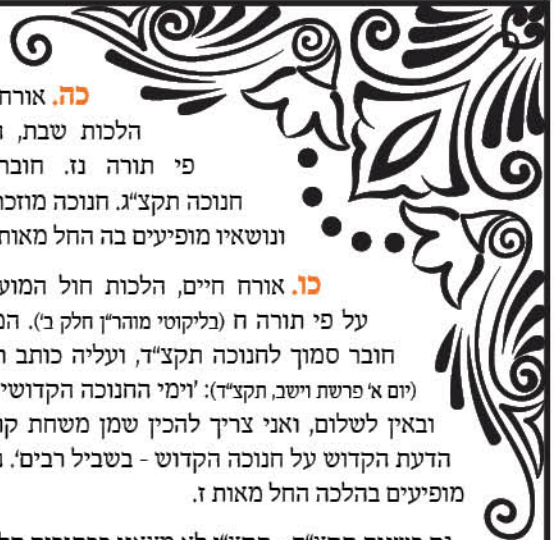 כה. אורח
הלכות שבת,
פי תורה נז. חובר
חנוכה תקצ"ג. חנוכה מוזכר
ונושאיו מופיעים בה החל מאות
כו. אורח חיים, הלכות חול המוע
על פי תורה ח (בליקוטי מוהר"ן חלק ב'). המ
חובר סמוך לחנוכה תקצ"ד, ועליה כותב
(יום א' פרשת וישב, תקצ"ד): 'וימי החנוכה הקדושי
ובאין לשלום, ואני צריך להכין שמן משחת קו
הדעת הקדוש על חנוכה הקדוש - בשביל רבים'.
מופיעים בהלכה החל מאות ז.